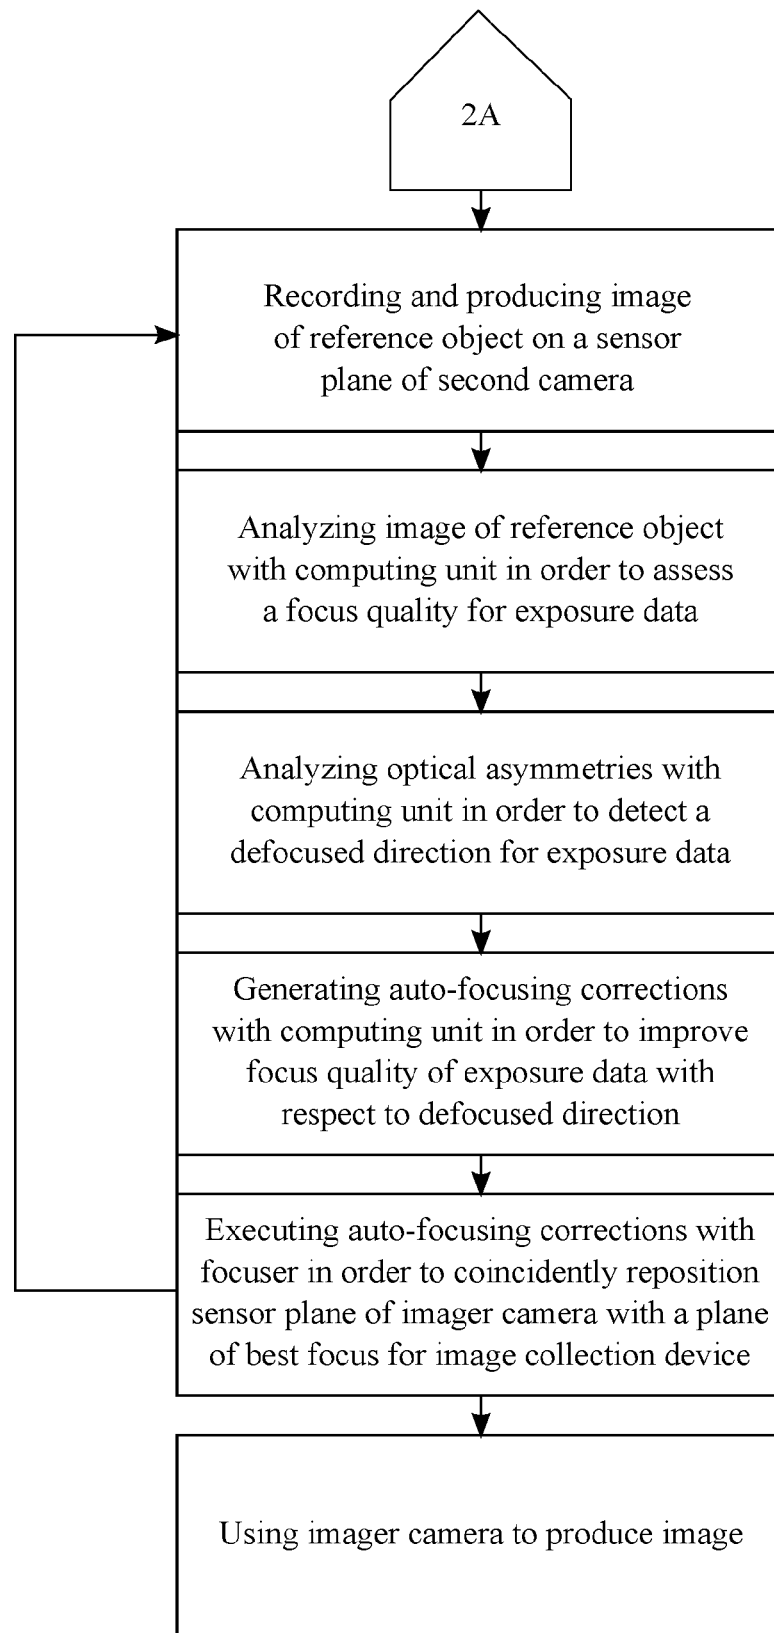 2A
Recording and producing image
of reference object on a sensor
plane of second camera
Analyzing image of reference object
with computing unit in order to assess
a focus quality for exposure data
Analyzing optical asymmetries with
computing unit in order to detect a
defocused direction for exposure data
Generating auto-focusing corrections
with computing unit in order to improve
focus quality of exposure data with
respect to defocused direction
Executing auto-focusing corrections with
focuser in order to coincidently reposition
sensor plane of imager camera with a plane
of best focus for image collection device
Using imager camera to produce image